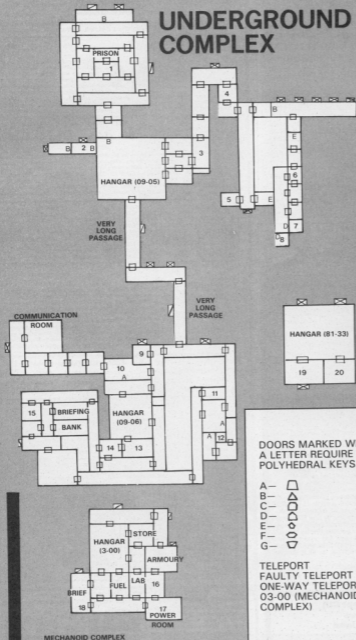 UNDERGROUND
COMPLEX
B
PRISON
1
B
2
B
B
HANGAR (09-05)
3
4
B
E
6
5
E
D
7
D
B
VERY
LONG
PASSAGE
VERY
LONG
PASSAGE
COMMUNICATION
ROOM
9
10
A
HANGAR
(09-06)
11
A
A
12
15
BRIEFING
BANK
14
13
HANGAR (81-33)
19
20
DOORS MARKED W
A LETTER REQUIRE
POLYHEDRAL KEYS
A—
B—
C—
D—
E—
F—
G—
TELEPORT
FAULTY TELEPORT
ONE-WAY TELEPOR
03-00 (MECHANOID
COMPLEX)
HANGAR
(3-00)
STORE
ARMOURY
BRIEF
FUEL
LAB
16
18
17
POWER
ROOM
MECHANOID COMPLEX